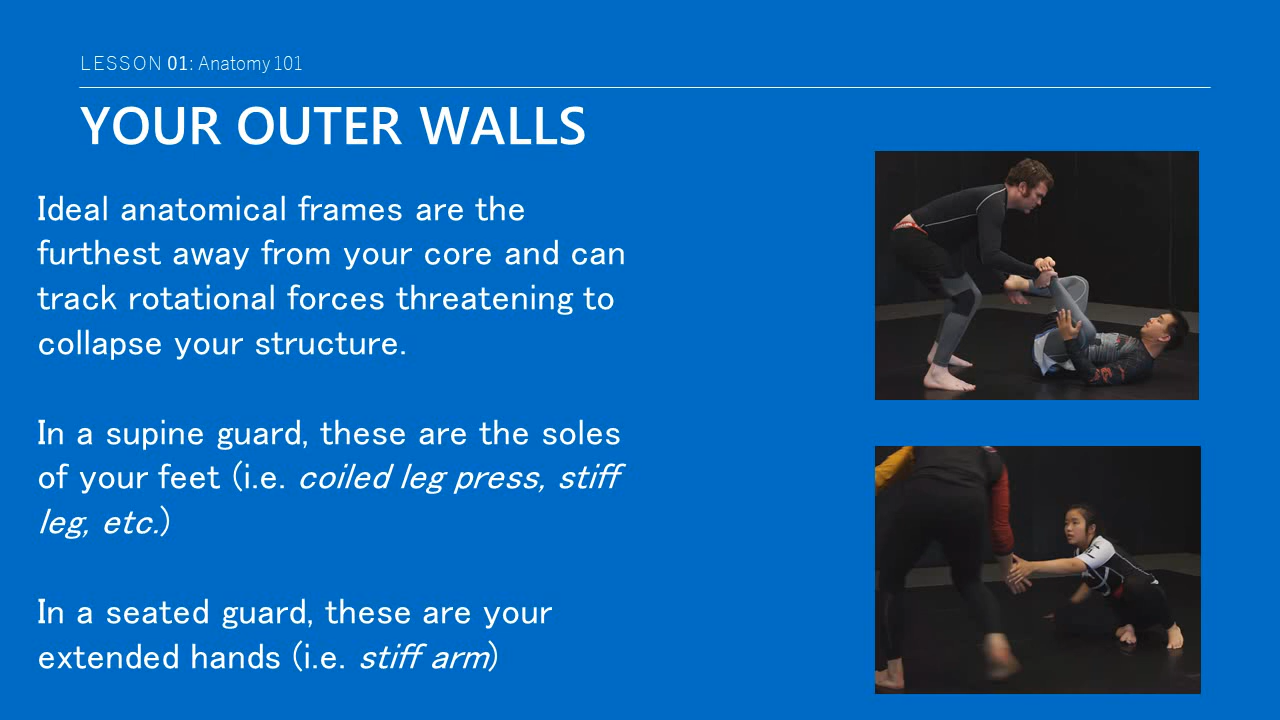 LESSON 01: Anatomy 101
YOUR OUTER WALLS
Ideal anatomical frames are the
furthest away from your core and can
track rotational forces threatening to
collapse your structure.
In a supine guard, these are the soles
of your feet (i.e. coiled leg press, stiff
leg, etc.)
In a seated guard, these are your
extended hands (i.e. stiff arm)